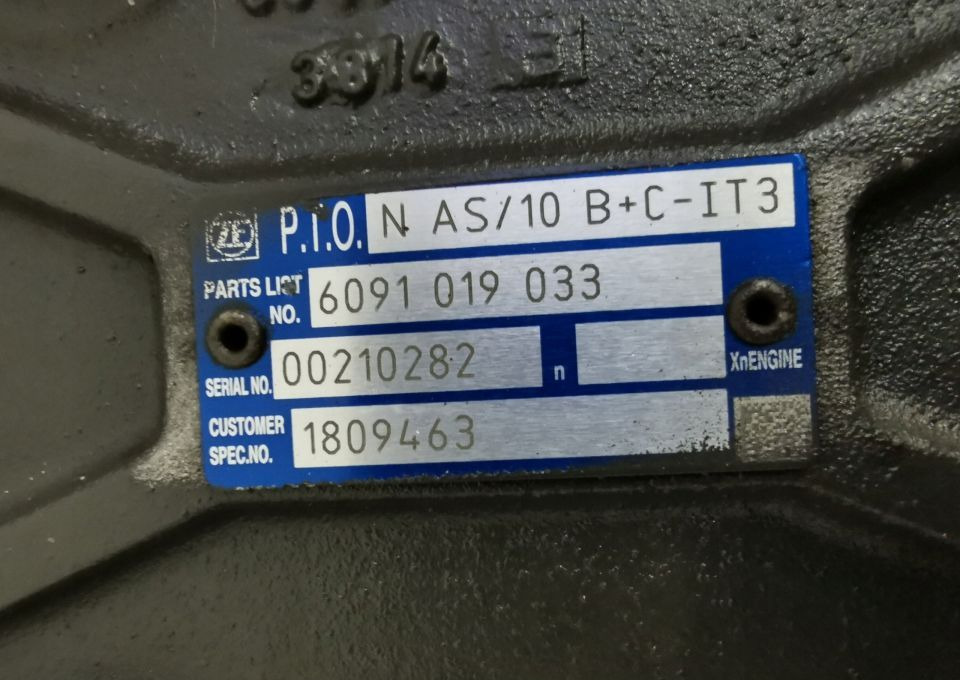 3814
ZF P.T.O. N AS/10 B+C-IT3
PARTS LIST NO. 6091 019 033
SERIAL NO. 00210282 n XnENGINE
CUSTOMER SPEC.NO. 1809463